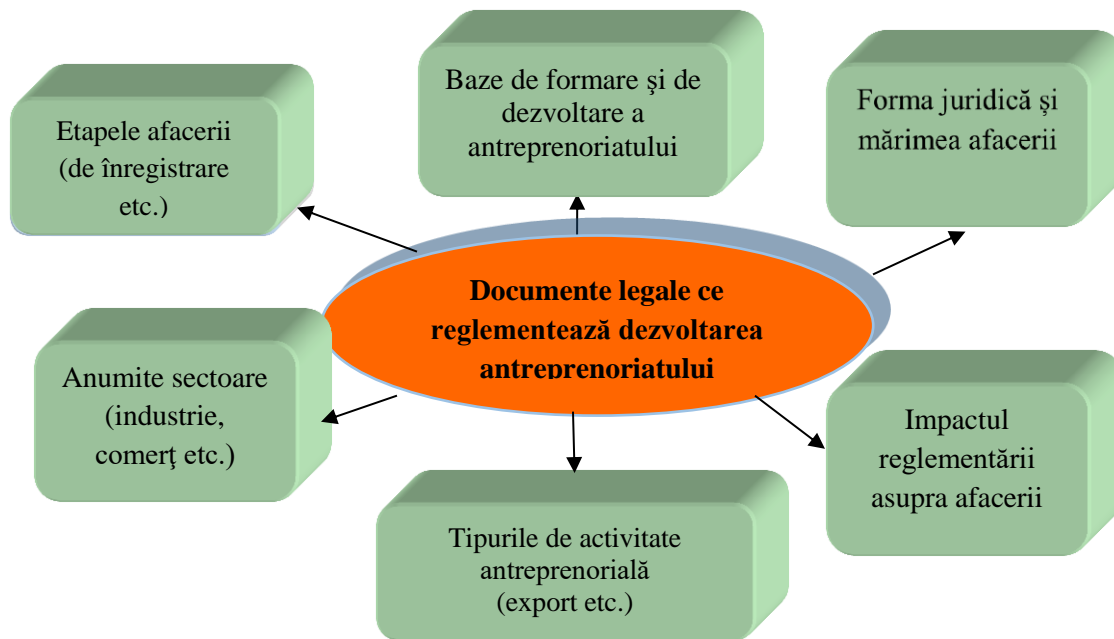 Baze de formare şi de
dezvoltare a
antreprenoriatului
Forma juridică și
mărimea afacerii
Etapele afacerii
(de înregistrare
etc.)
Documente legale ce
reglementează dezvoltarea
antreprenoriatului
Anumite sectoare
(industrie,
comerţ etc.)
Impactul
reglementării
asupra afacerii
Tipurile de activitate
antreprenorială
(export etc.)